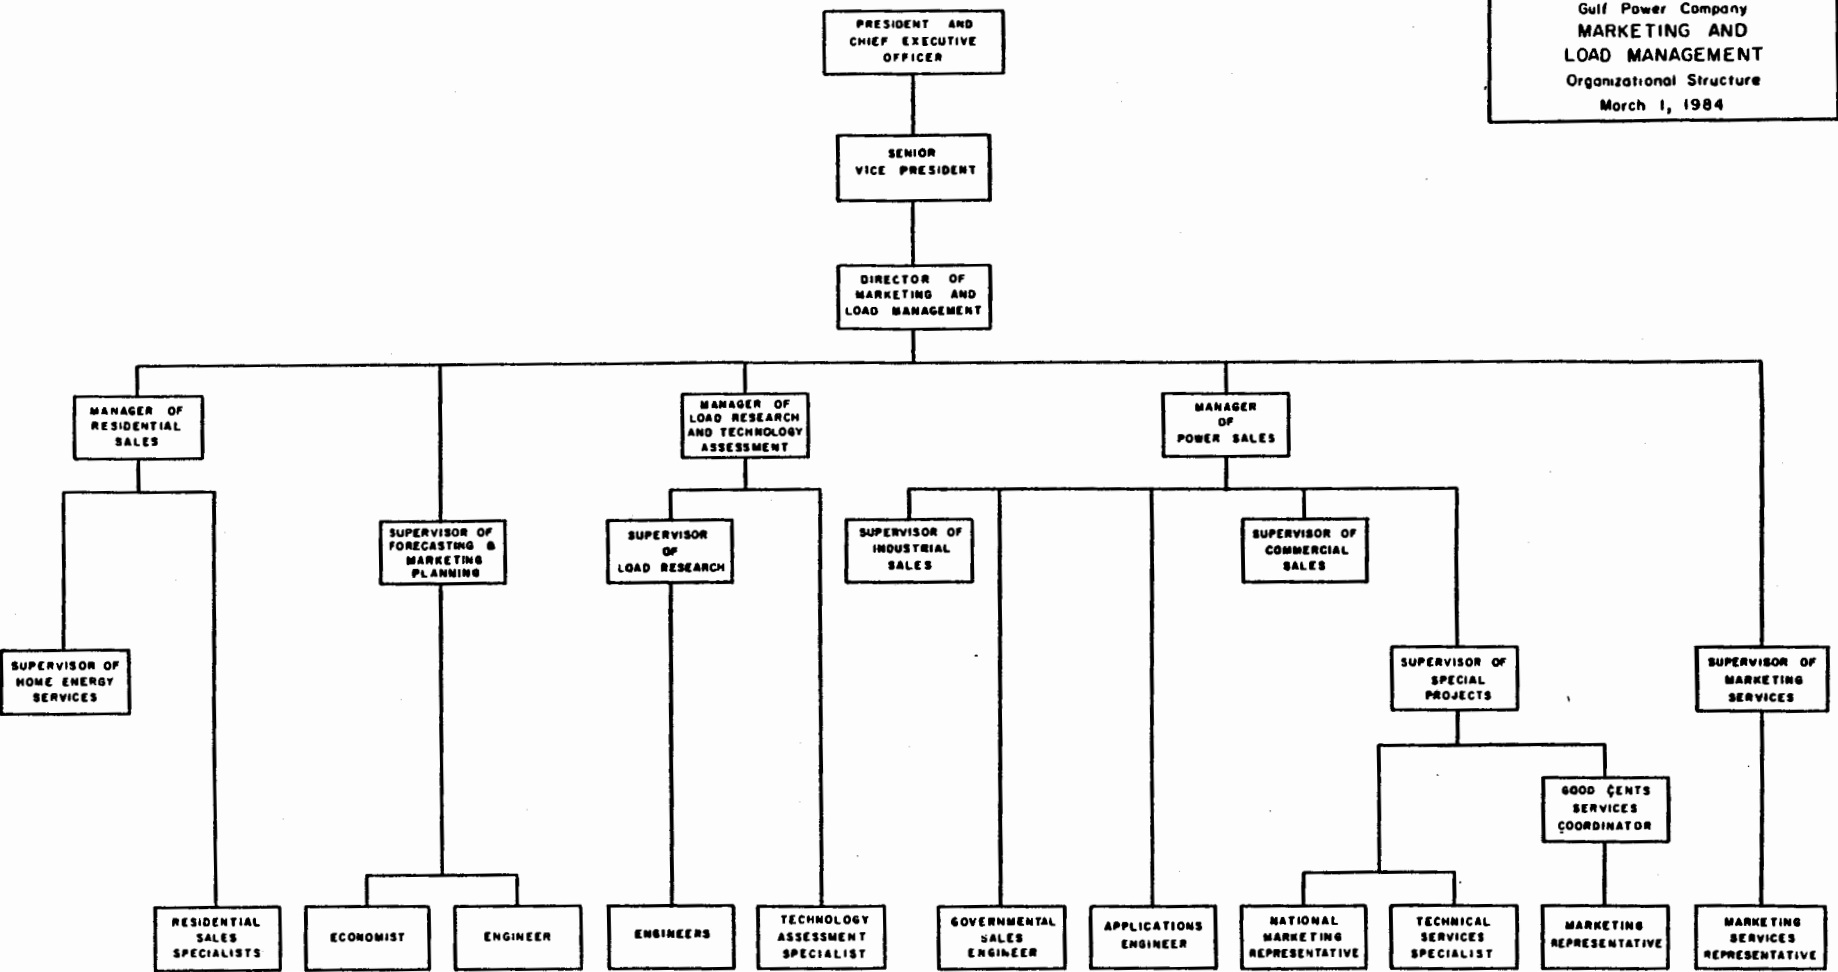 Gulf Power Company
MARKETING AND
LOAD MANAGEMENT
Organizational Structure
March 1, 1984
PRESIDENT AND
CHIEF EXECUTIVE
OFFICER
SENIOR
VICE PRESIDENT
DIRECTOR OF
MARKETING AND
LOAD MANAGEMENT
MANAGER OF
RESIDENTIAL
SALES
MANAGER OF
LOAD RESEARCH
AND TECHNOLOGY
ASSESSMENT
MANAGER
OF
POWER SALES
SUPERVISOR OF
FORECASTING &
MARKETING
PLANNING
SUPERVISOR
OF
LOAD RESEARCH
SUPERVISOR OF
INDUSTRIAL
SALES
SUPERVISOR OF
COMMERCIAL
SALES
SUPERVISOR OF
HOME ENERGY
SERVICES
SUPERVISOR OF
SPECIAL
PROJECTS
SUPERVISOR OF
MARKETING
SERVICES
GOOD CENTS
SERVICES
COORDINATOR
RESIDENTIAL
SALES
SPECIALISTS
ECONOMIST
ENGINEER
ENGINEERS
TECHNOLOGY
ASSESSMENT
SPECIALIST
GOVERNMENTAL
SALES
ENGINEER
APPLICATIONS
ENGINEER
NATIONAL
MARKETING
REPRESENTATIVE
TECHNICAL
SERVICES
SPECIALIST
MARKETING
REPRESENTATIVE
MARKETING
SERVICES
REPRESENTATIVE